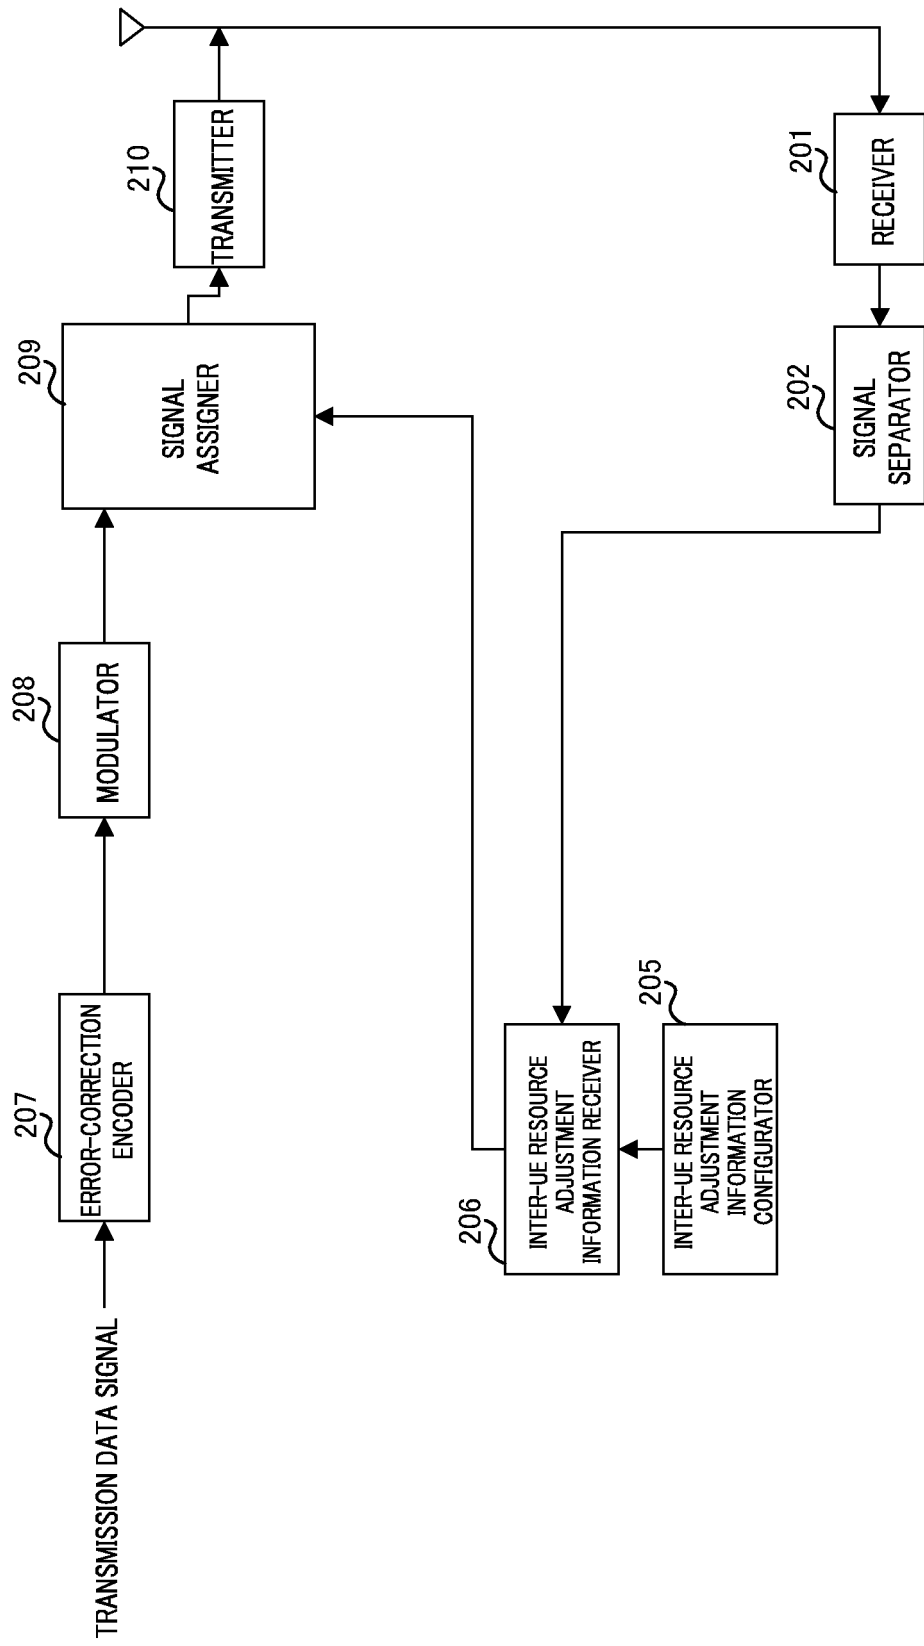 TRANSMISSION DATA SIGNAL
207
ERROR-CORRECTION
ENCODER
208
MODULATOR
209
SIGNAL
ASSIGNER
210
TRANSMITTER
206
INTER-UE RESOURCE
ADJUSTMENT
INFORMATION RECEIVER
205
INTER-UE RESOURCE
ADJUSTMENT
INFORMATION
CONFIGURATOR
202
SIGNAL
SEPARATOR
201
RECEIVER